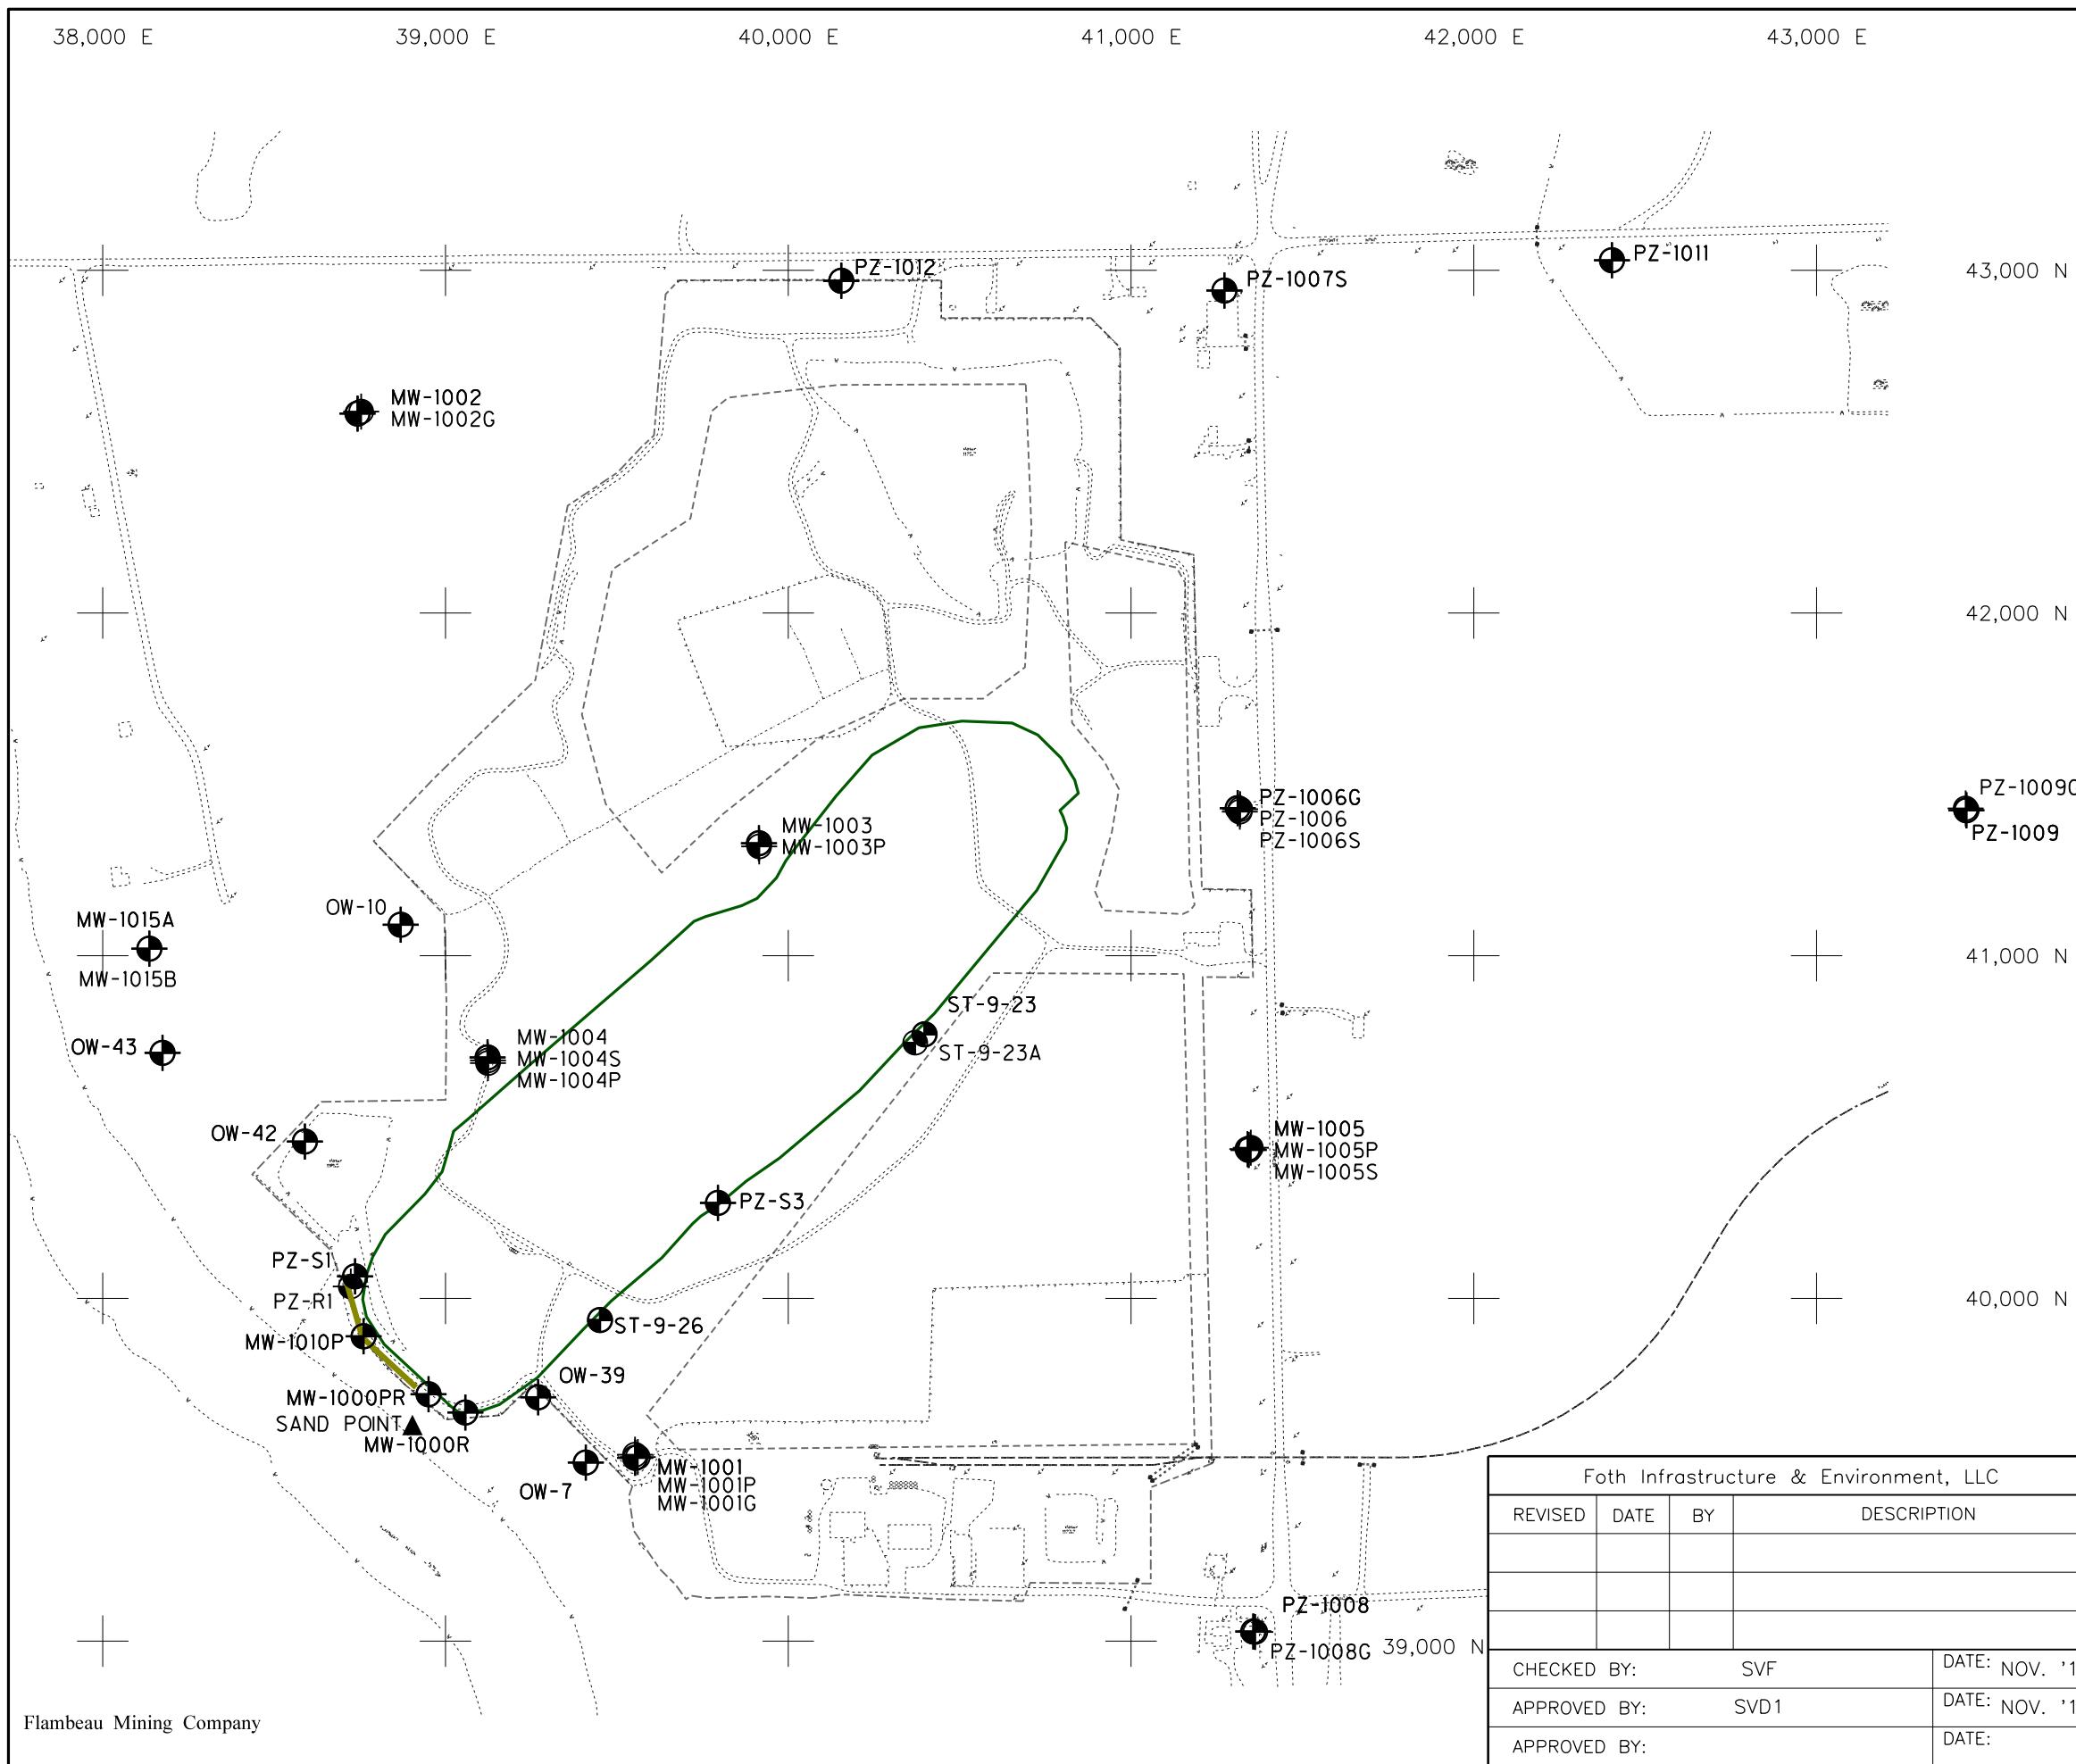 38,000 E
39,000 E
40,000 E
41,000 E
42,000 E
43,000 E
PZ-1012
PZ-1007S
PZ-1011
43,000 N
MW-1002
MW-1002G
42,000 N
PZ-1006G
PZ-1006
PZ-1006S
PZ-1009
MW-1003
MW-1003P
OW-10
MW-1015A
MW-1015B
41,000 N
ST-9-23
ST-9-23A
OW-43
MW-1004
MW-1004S
MW-1004P
OW-42
MW-1005
MW-1005P
MW-1005S
PZ-S3
PZ-S1
PZ-R1
40,000 N
MW-1010P
ST-9-26
OW-39
MW-1000PR
SAND POINT
MW-1000R
OW-7
MW-1001
MW-1001P
MW-1001G
PZ-1008
PZ-1008G
39,000 N
Foth Infrastructure & Environment, LLC
REVISED DATE BY DESCRIPTION
CHECKED BY: SVF DATE: NOV. '1
APPROVED BY: SVD1 DATE: NOV. '1
APPROVED BY: DATE:
Flambeau Mining Company